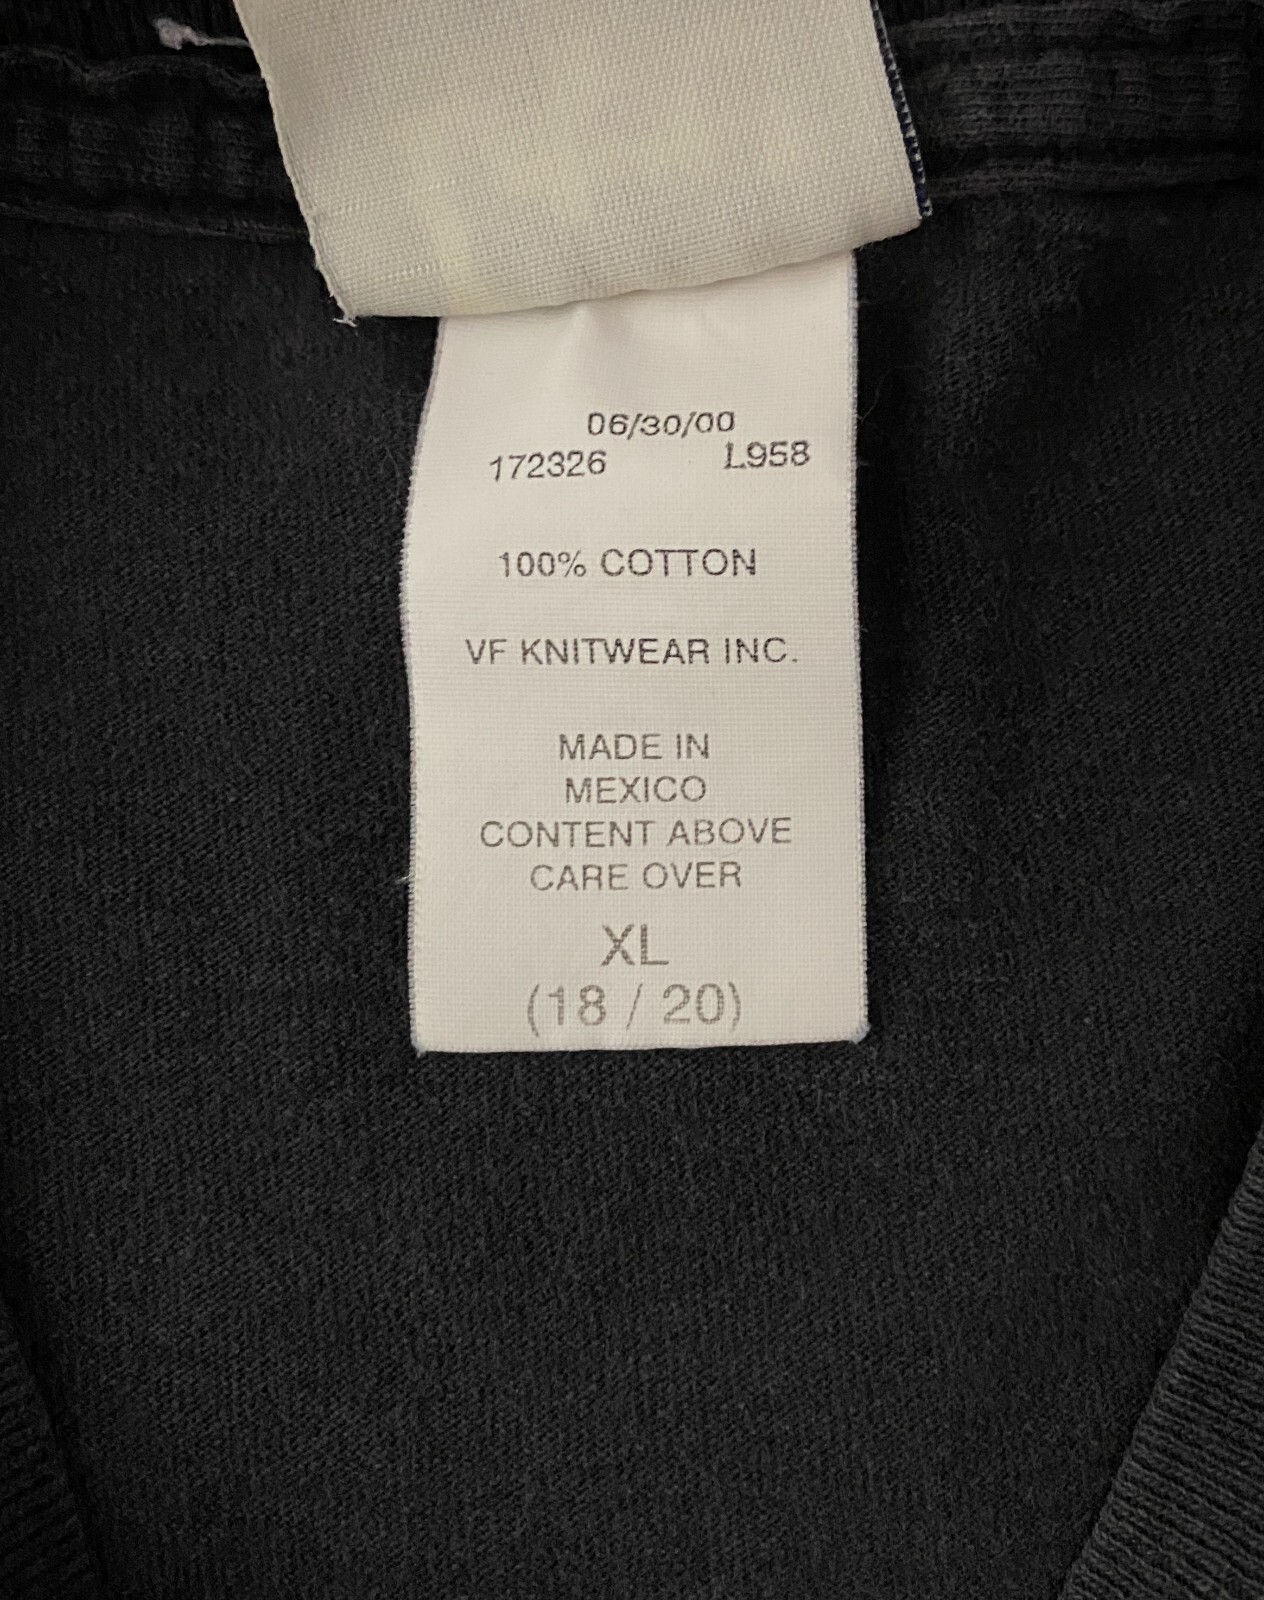 06/30/00
172326 L958
100% COTTON
VF KNITWEAR INC.
MADE IN
MEXICO
CONTENT ABOVE
CARE OVER
XL
(18 / 20)